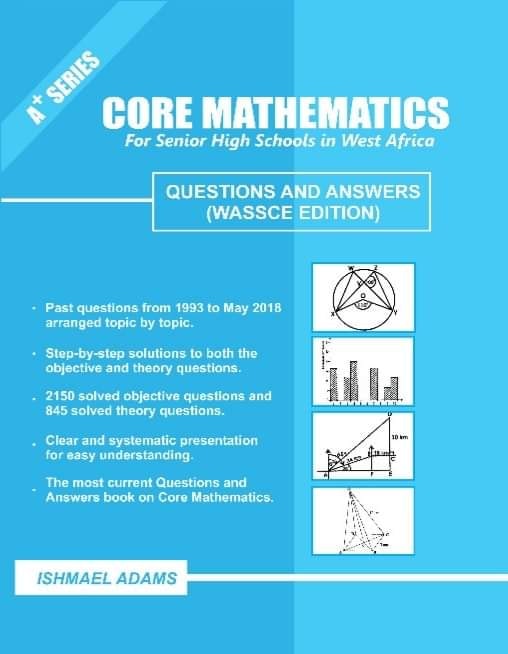 A+ SERIES
CORE MATHEMATICS
For Senior High Schools in West Africa
QUESTIONS AND ANSWERS
(WASSCE EDITION)
· Past questions from 1993 to May 2018
arranged topic by topic.
· Step-by-step solutions to both the
objective and theory questions.
· 2150 solved objective questions and
845 solved theory questions.
· Clear and systematic presentation
for easy understanding.
· The most current Questions and
Answers book on Core Mathematics.
W
Z
X
Y
D
10 km
C
A
F
B
ISHMAEL ADAMS